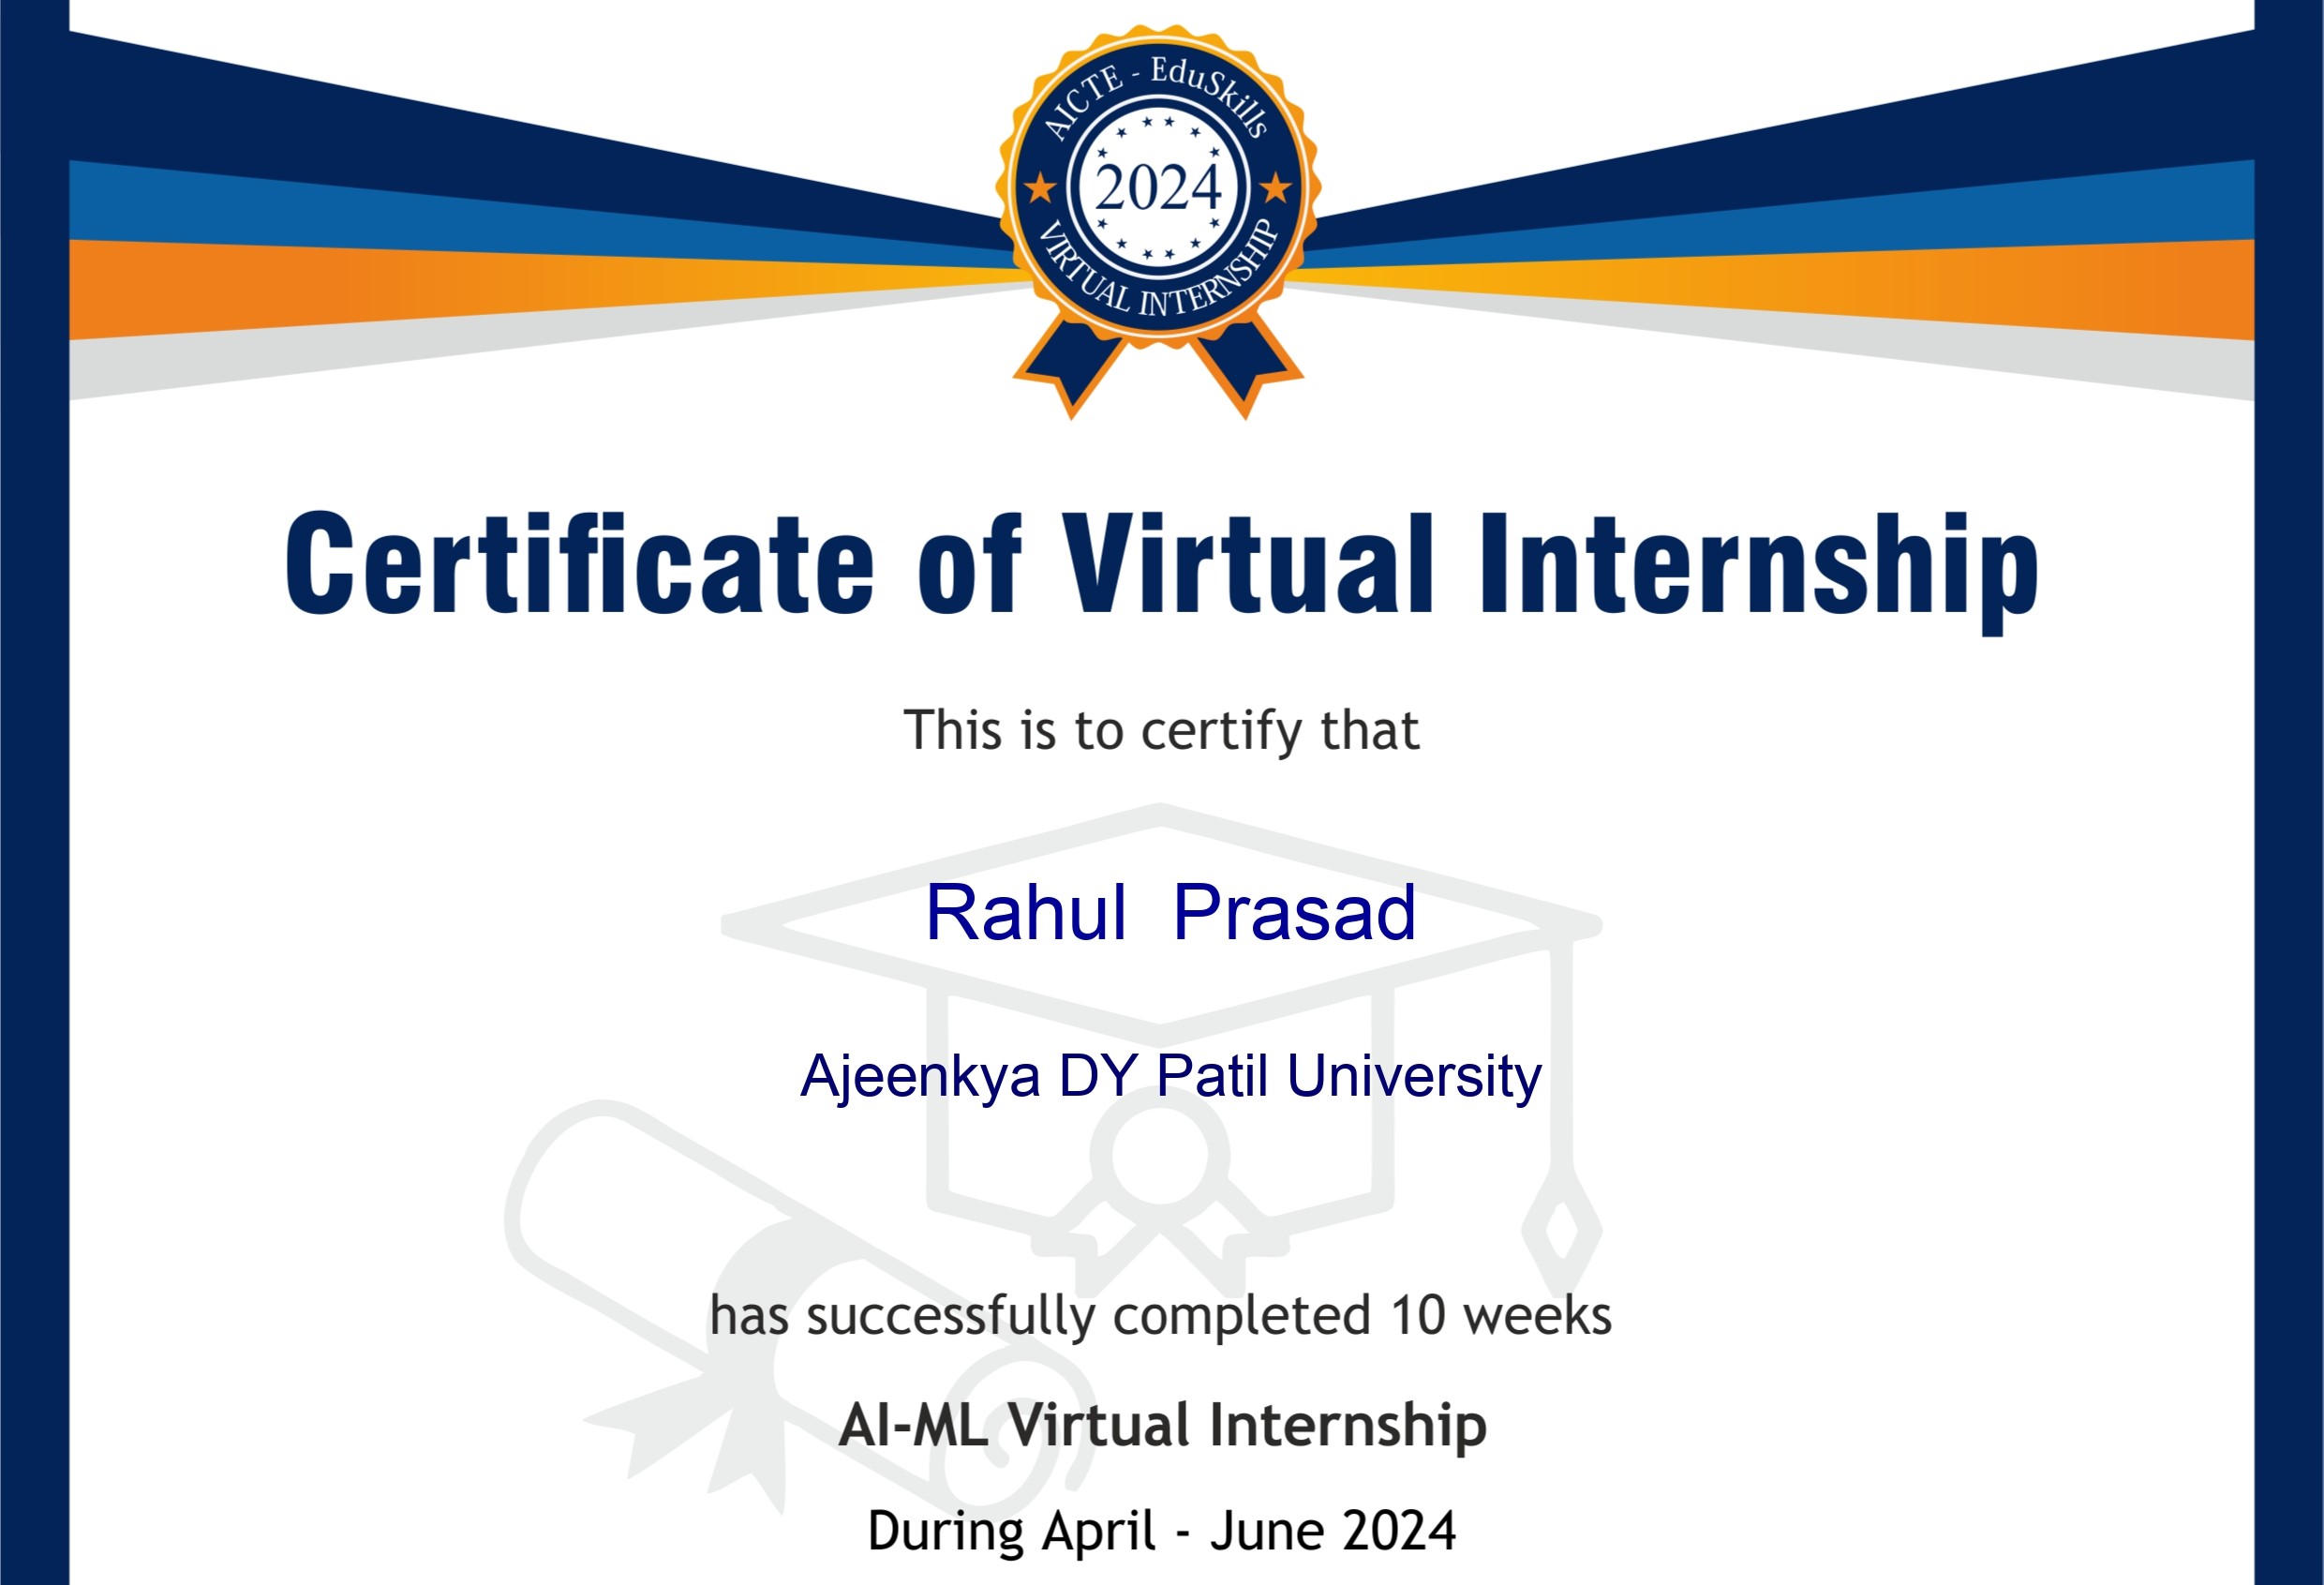 AICTE - EduSkills
2024
VIRTUAL INTERNSHIP
Certificate of Virtual Internship
This is to certify that
Rahul  Prasad
Ajeenkya DY Patil University
has successfully completed 10 weeks
AI-ML Virtual Internship
During April - June 2024